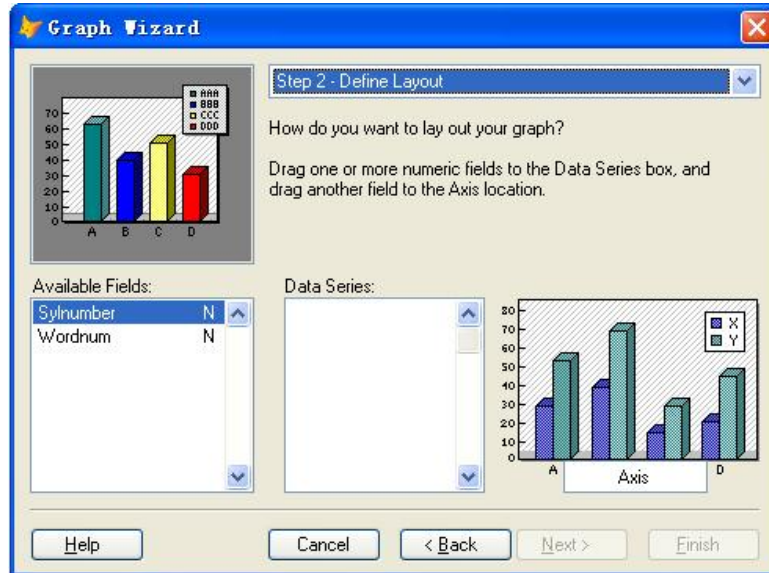 Graph Wizard
AAA
BBB
CCC
DDD
70
60
50
40
30
20
10
0
A B C D
Step 2 - Define Layout
How do you want to lay out your graph?
Drag one or more numeric fields to the Data Series box, and
drag another field to the Axis location.
Available Fields:
Sylnumber N
Wordnum N
Data Series:
80
70
60
50
40
30
20
10
0
X
Y
A Axis D
Help Cancel < Back Next > Finish